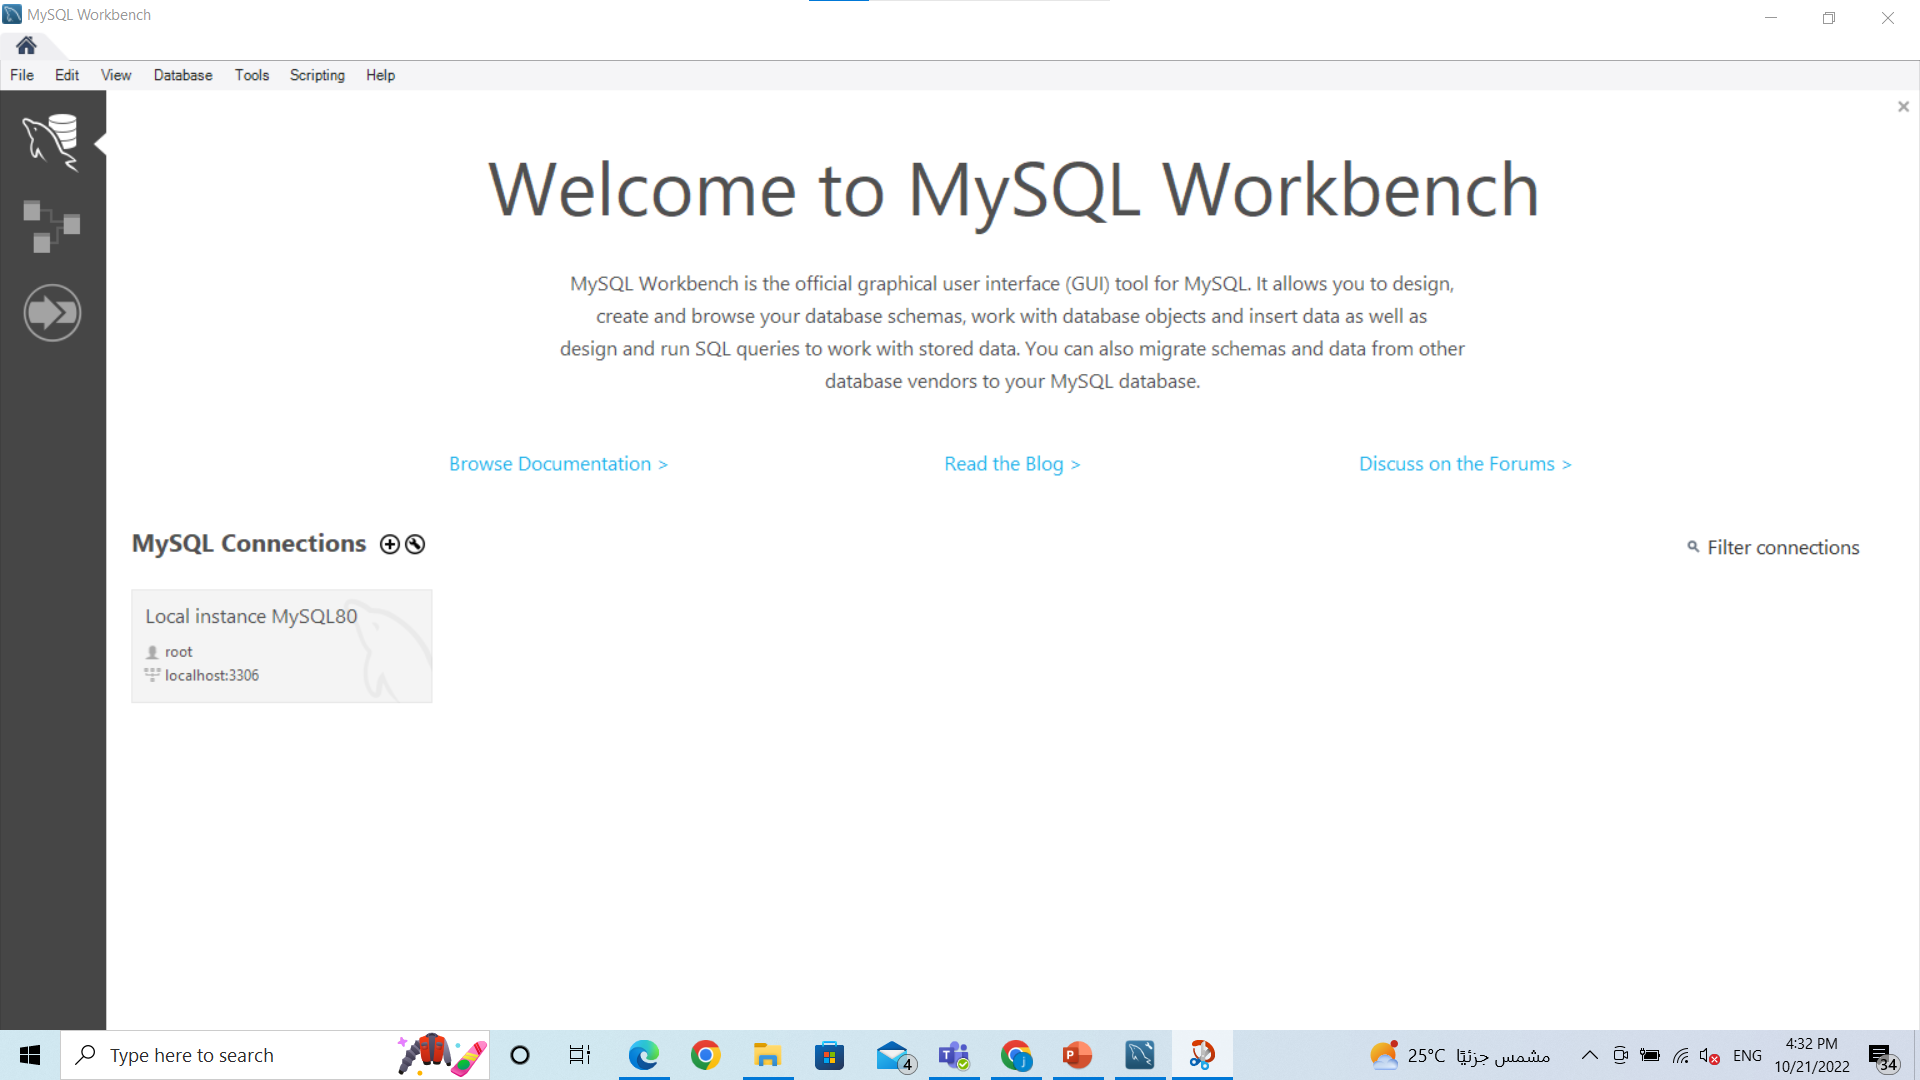 MySQL Workbench
File Edit View Database Tools Scripting Help
Welcome to MySQL Workbench
MySQL Workbench is the official graphical user interface (GUI) tool for MySQL. It allows you to design,
create and browse your database schemas, work with database objects and insert data as well as
design and run SQL queries to work with stored data. You can also migrate schemas and data from other
database vendors to your MySQL database.
Browse Documentation > Read the Blog > Discuss on the Forums >
MySQL Connections
Filter connections
Local instance MySQL80
root
localhost:3306
Type here to search
4
T
j
P
25°C مشمس جزئيًا
ENG
4:32 PM
10/21/2022
34